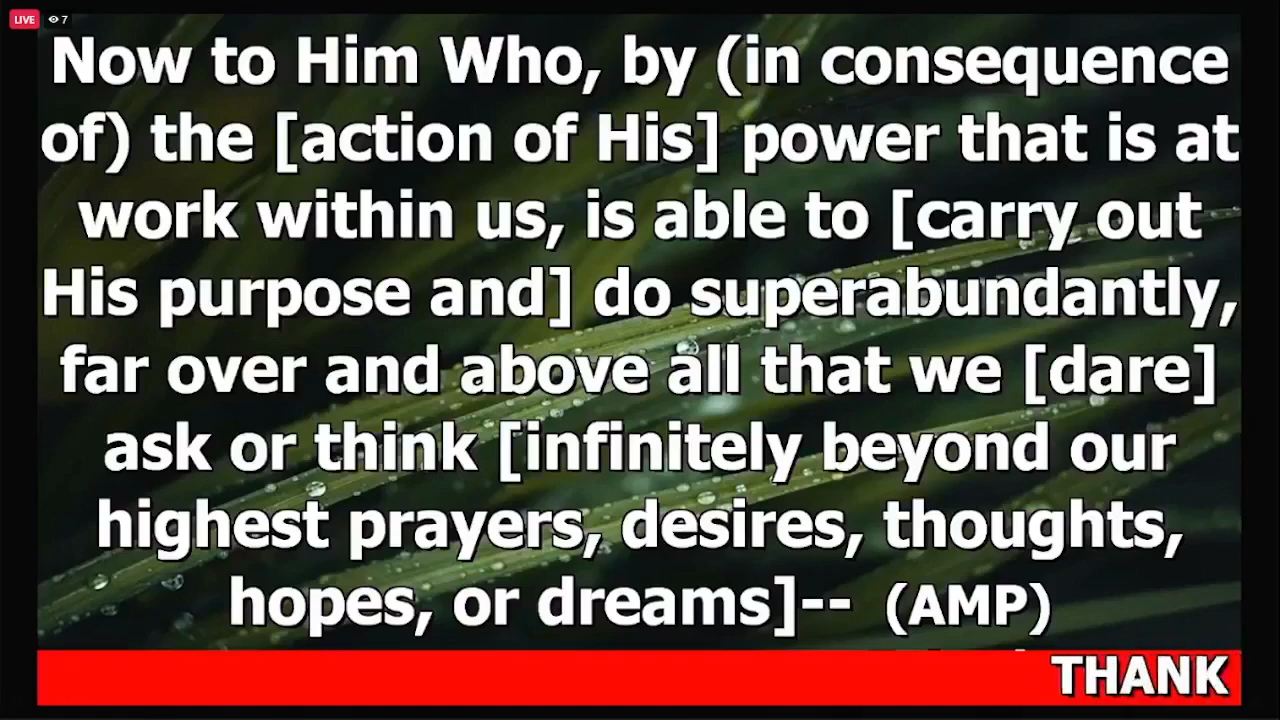 LIVE 7
Now to Him Who, by (in consequence
of) the [action of His] power that is at
work within us, is able to [carry out
His purpose and] do superabundantly,
far over and above all that we [dare]
ask or think [infinitely beyond our
highest prayers, desires, thoughts,
hopes, or dreams]-- (AMP)
THANK